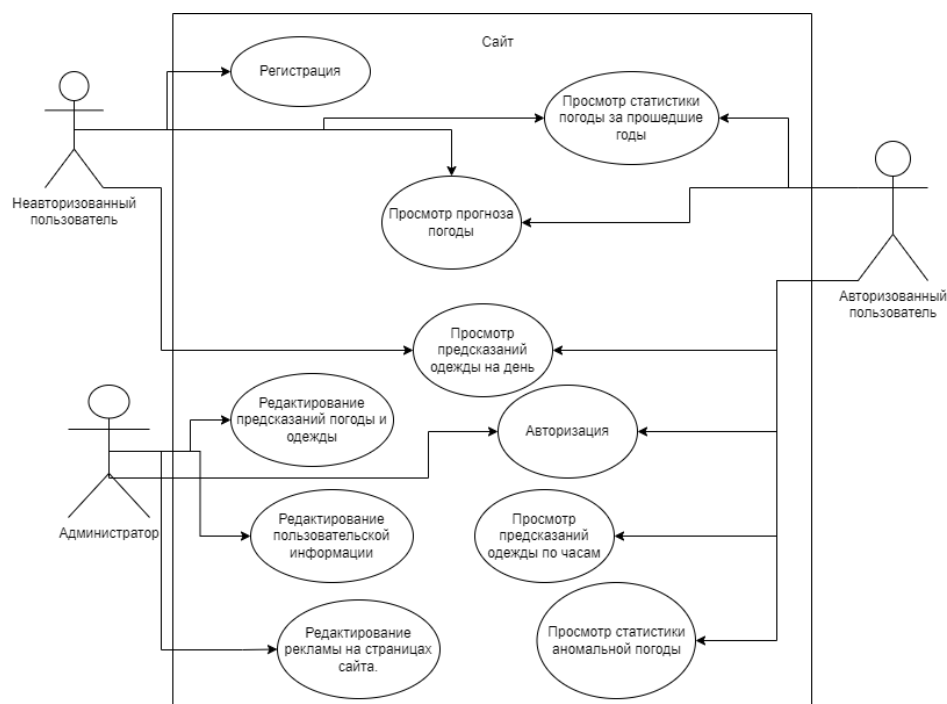 Сайт
Регистрация
Просмотр статистики
погоды за прошедшие
годы
Неавторизованный
пользователь
Просмотр прогноза
погоды
Авторизованный
пользователь
Просмотр
предсказаний
одежды на день
Редактирование
предсказаний погоды и
одежды
Авторизация
Администратор
Редактирование
пользовательской
информации
Просмотр
предсказаний
одежды по часам
Редактирование
рекламы на страницах
сайта.
Просмотр статистики
аномальной погоды